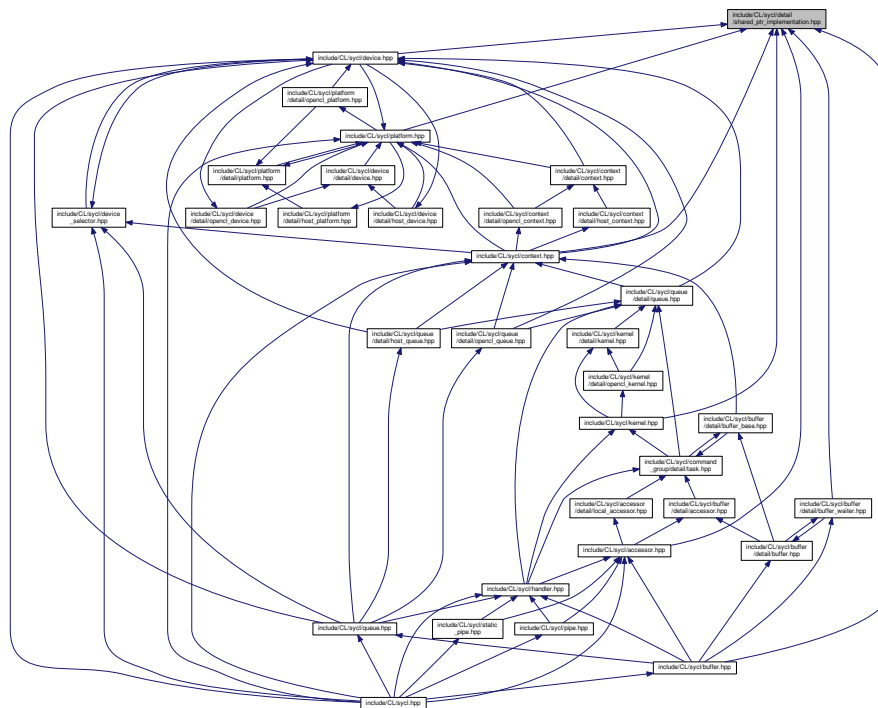 include/CL/sycl/detail
/shared_ptr_implementation.hpp
include/CL/sycl/device.hpp
include/CL/sycl/platform
/detail/opencl_platform.hpp
include/CL/sycl/platform.hpp
include/CL/sycl/platform
/detail/platform.hpp
include/CL/sycl/device
/detail/device.hpp
include/CL/sycl/context
/detail/context.hpp
include/CL/sycl/device
_selector.hpp
include/CL/sycl/device
/detail/opencl_device.hpp
include/CL/sycl/platform
/detail/host_platform.hpp
include/CL/sycl/device
/detail/host_device.hpp
include/CL/sycl/context
/detail/opencl_context.hpp
include/CL/sycl/context
/detail/host_context.hpp
include/CL/sycl/context.hpp
include/CL/sycl/queue
/detail/queue.hpp
include/CL/sycl/queue
/detail/host_queue.hpp
include/CL/sycl/queue
/detail/opencl_queue.hpp
include/CL/sycl/kernel
/detail/kernel.hpp
include/CL/sycl/kernel
/detail/opencl_kernel.hpp
include/CL/sycl/kernel.hpp
include/CL/sycl/buffer
/detail/buffer_base.hpp
include/CL/sycl/command
_group/detail/task.hpp
include/CL/sycl/accessor
/detail/local_accessor.hpp
include/CL/sycl/buffer
/detail/accessor.hpp
include/CL/sycl/buffer
/detail/buffer_waiter.hpp
include/CL/sycl/accessor.hpp
include/CL/sycl/buffer
/detail/buffer.hpp
include/CL/sycl/handler.hpp
include/CL/sycl/queue.hpp
include/CL/sycl/static
_pipe.hpp
include/CL/sycl/pipe.hpp
include/CL/sycl/buffer.hpp
include/CL/sycl.hpp